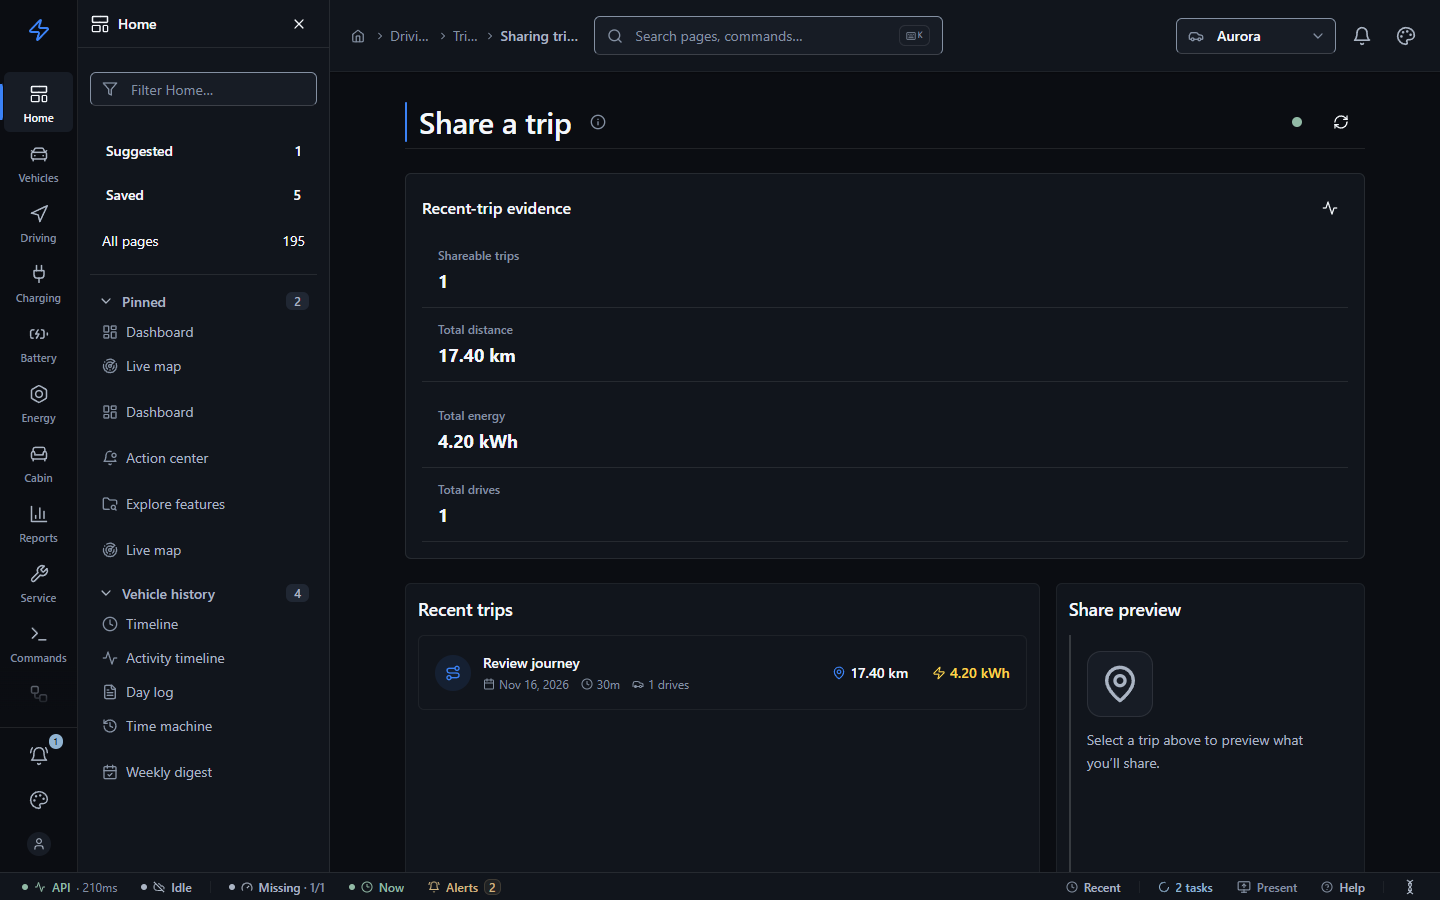 Home
Vehicles
Driving
Charging
Battery
Energy
Cabin
Reports
Service
Commands
1
Home
Filter Home...
Suggested 1
Saved 5
All pages 195
Pinned 2
Dashboard
Live map
Dashboard
Action center
Explore features
Live map
Vehicle history 4
Timeline
Activity timeline
Day log
Time machine
Weekly digest
Drivi... Tri... Sharing tri...
Search pages, commands... K
Aurora
Share a trip
Recent-trip evidence
Shareable trips
1
Total distance
17.40 km
Total energy
4.20 kWh
Total drives
1
Recent trips
Review journey
Nov 16, 2026 30m 1 drives
17.40 km 4.20 kWh
Share preview
Select a trip above to preview what
you’ll share.
API · 210ms Idle Missing · 1/1 Now Alerts 2 Recent 2 tasks Present Help